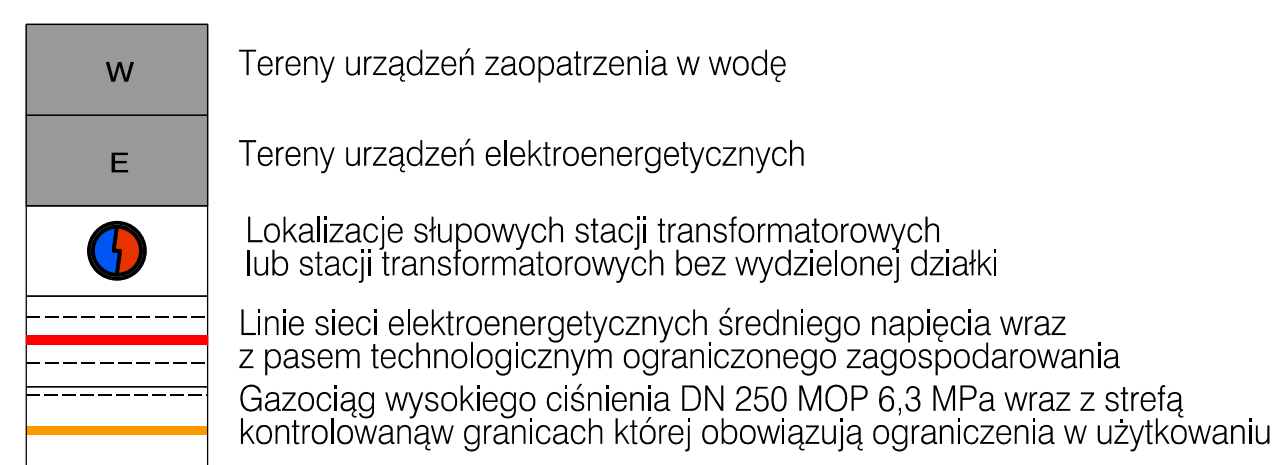 W
Tereny urządzeń zaopatrzenia w wodę
E
Tereny urządzeń elektroenergetycznych
Lokalizacje słupowych stacji transformatorowych
lub stacji transformatorowych bez wydzielonej działki
Linie sieci elektroenergetycznych średniego napięcia wraz
z pasem technologicznym ograniczonego zagospodarowania
Gazociąg wysokiego ciśnienia DN 250 MOP 6,3 MPa wraz z strefą
kontrolowanąw granicach której obowiązują ograniczenia w użytkowaniu